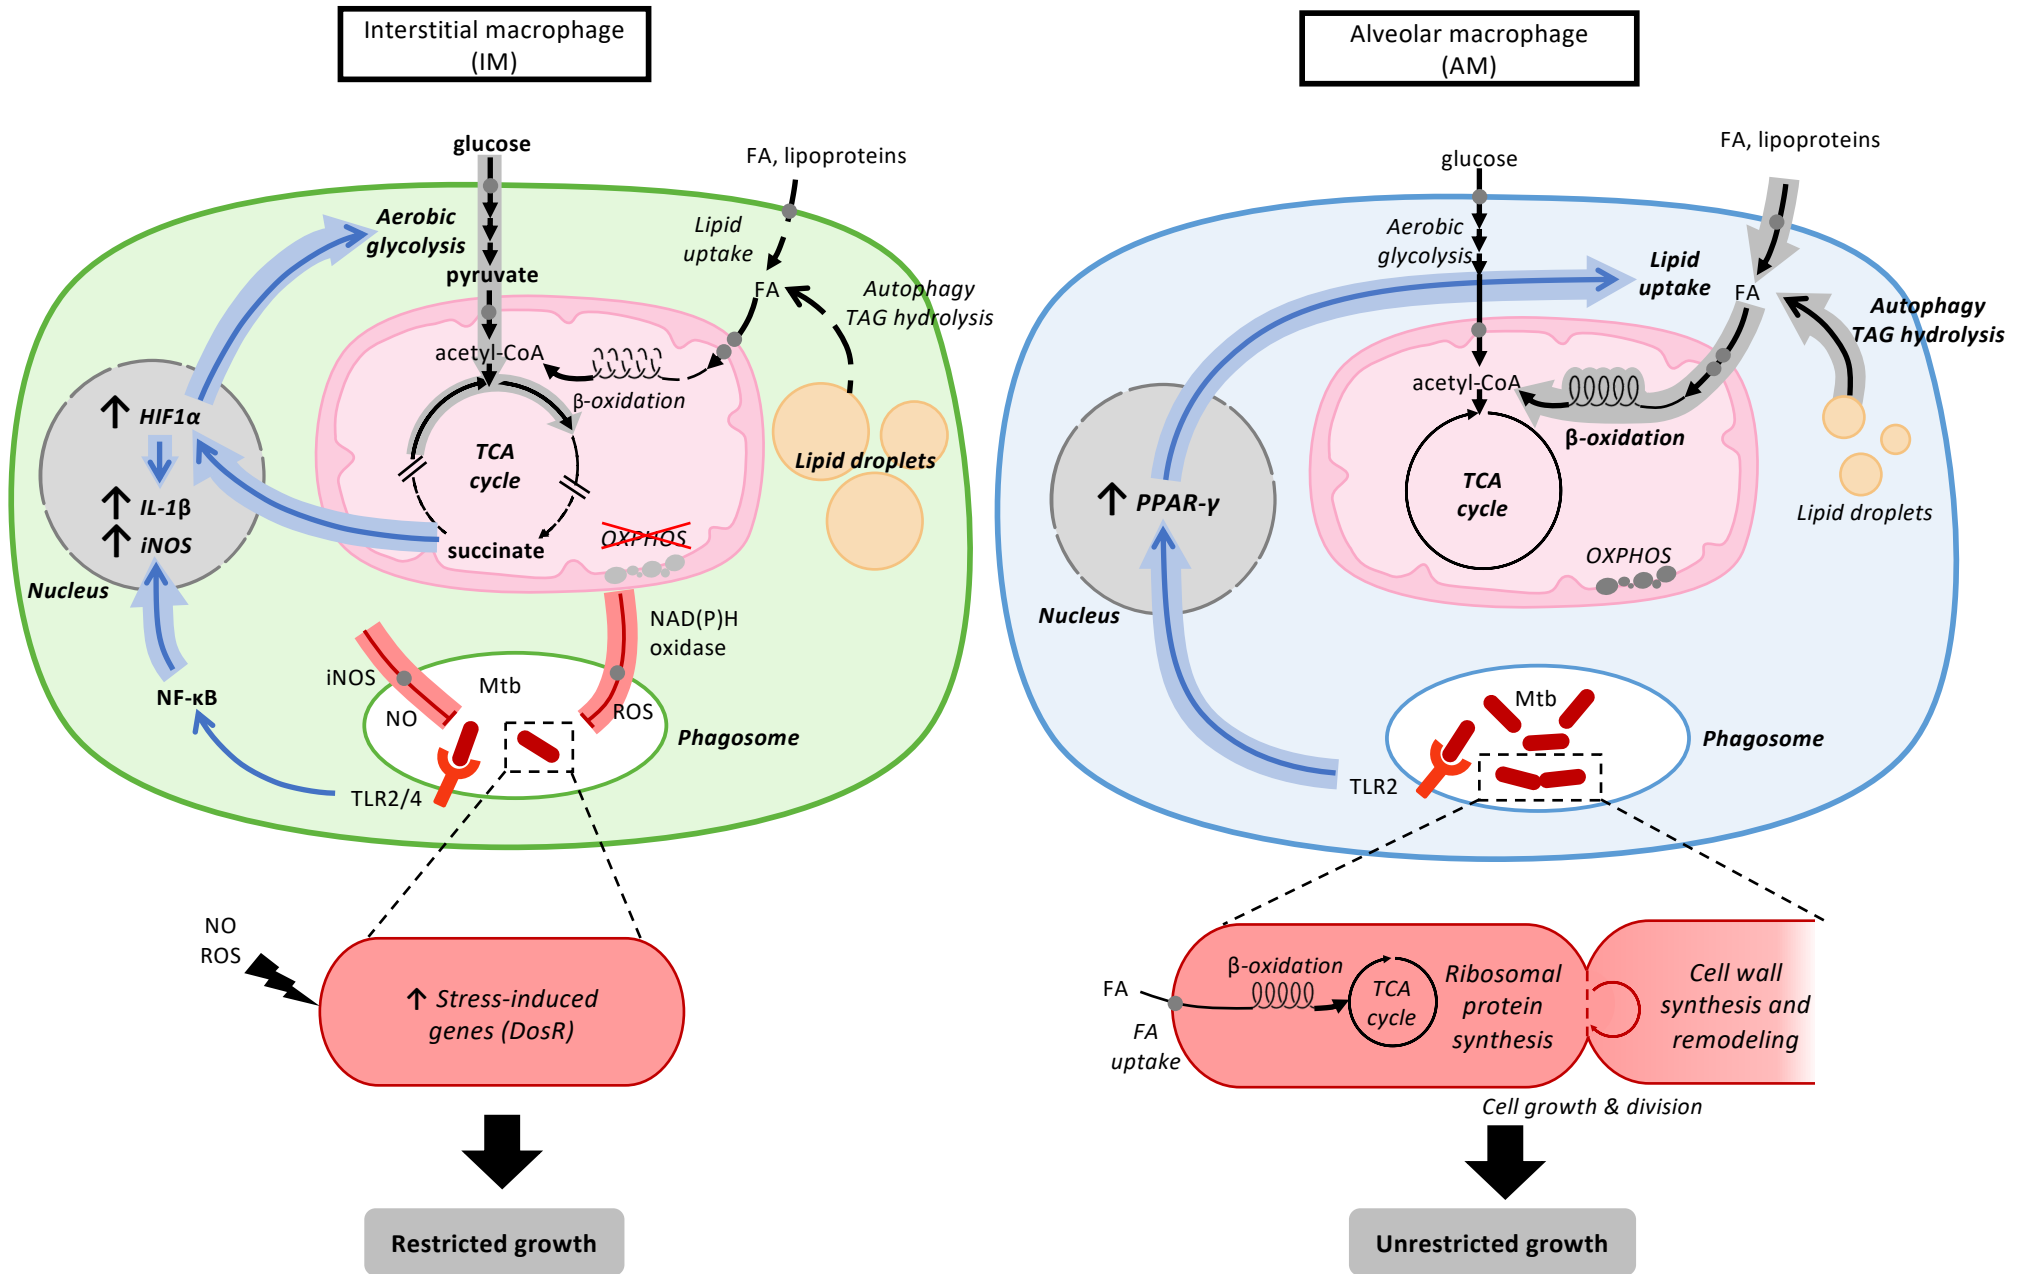 Interstitial macrophage
(IM)
glucose
FA, lipoproteins
Aerobic
glycolysis
Lipid
uptake
pyruvate
FA
Autophagy
TAG hydrolysis
acetyl-CoA
β-oxidation
HIF1α
TCA
cycle
Lipid droplets
IL-1β
iNOS
OXPHOS
succinate
Nucleus
NAD(P)H
oxidase
iNOS
Mtb
NF-κB
NO
ROS
Phagosome
TLR2/4
NO
ROS
Stress-induced
genes (DosR)
Restricted growth
Alveolar macrophage
(AM)
glucose
FA, lipoproteins
Aerobic
glycolysis
Lipid
uptake
FA
Autophagy
TAG hydrolysis
acetyl-CoA
β-oxidation
PPAR-γ
TCA
cycle
Lipid droplets
OXPHOS
Nucleus
Mtb
Phagosome
TLR2
FA
FA
uptake
β-oxidation
TCA
cycle
Ribosomal
protein
synthesis
Cell wall
synthesis and
remodeling
Cell growth & division
Unrestricted growth